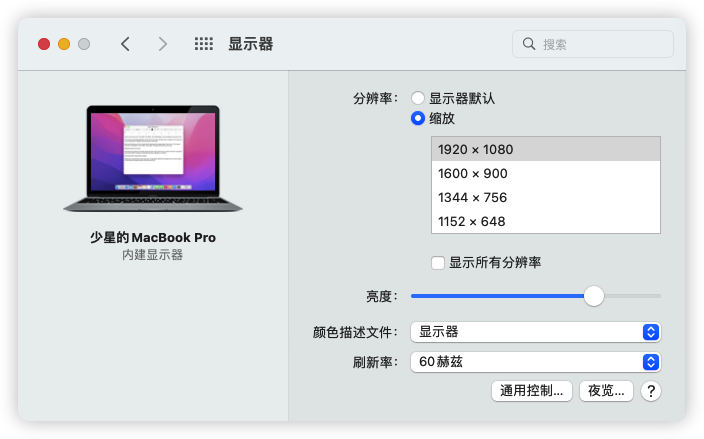 显示器
搜索
少星的MacBook Pro
内建显示器
分辨率：
显示器默认
缩放
1920 × 1080
1600 × 900
1344 × 756
1152 × 648
显示所有分辨率
亮度：
颜色描述文件：
显示器
刷新率：
60赫兹
通用控制...
夜览...
?